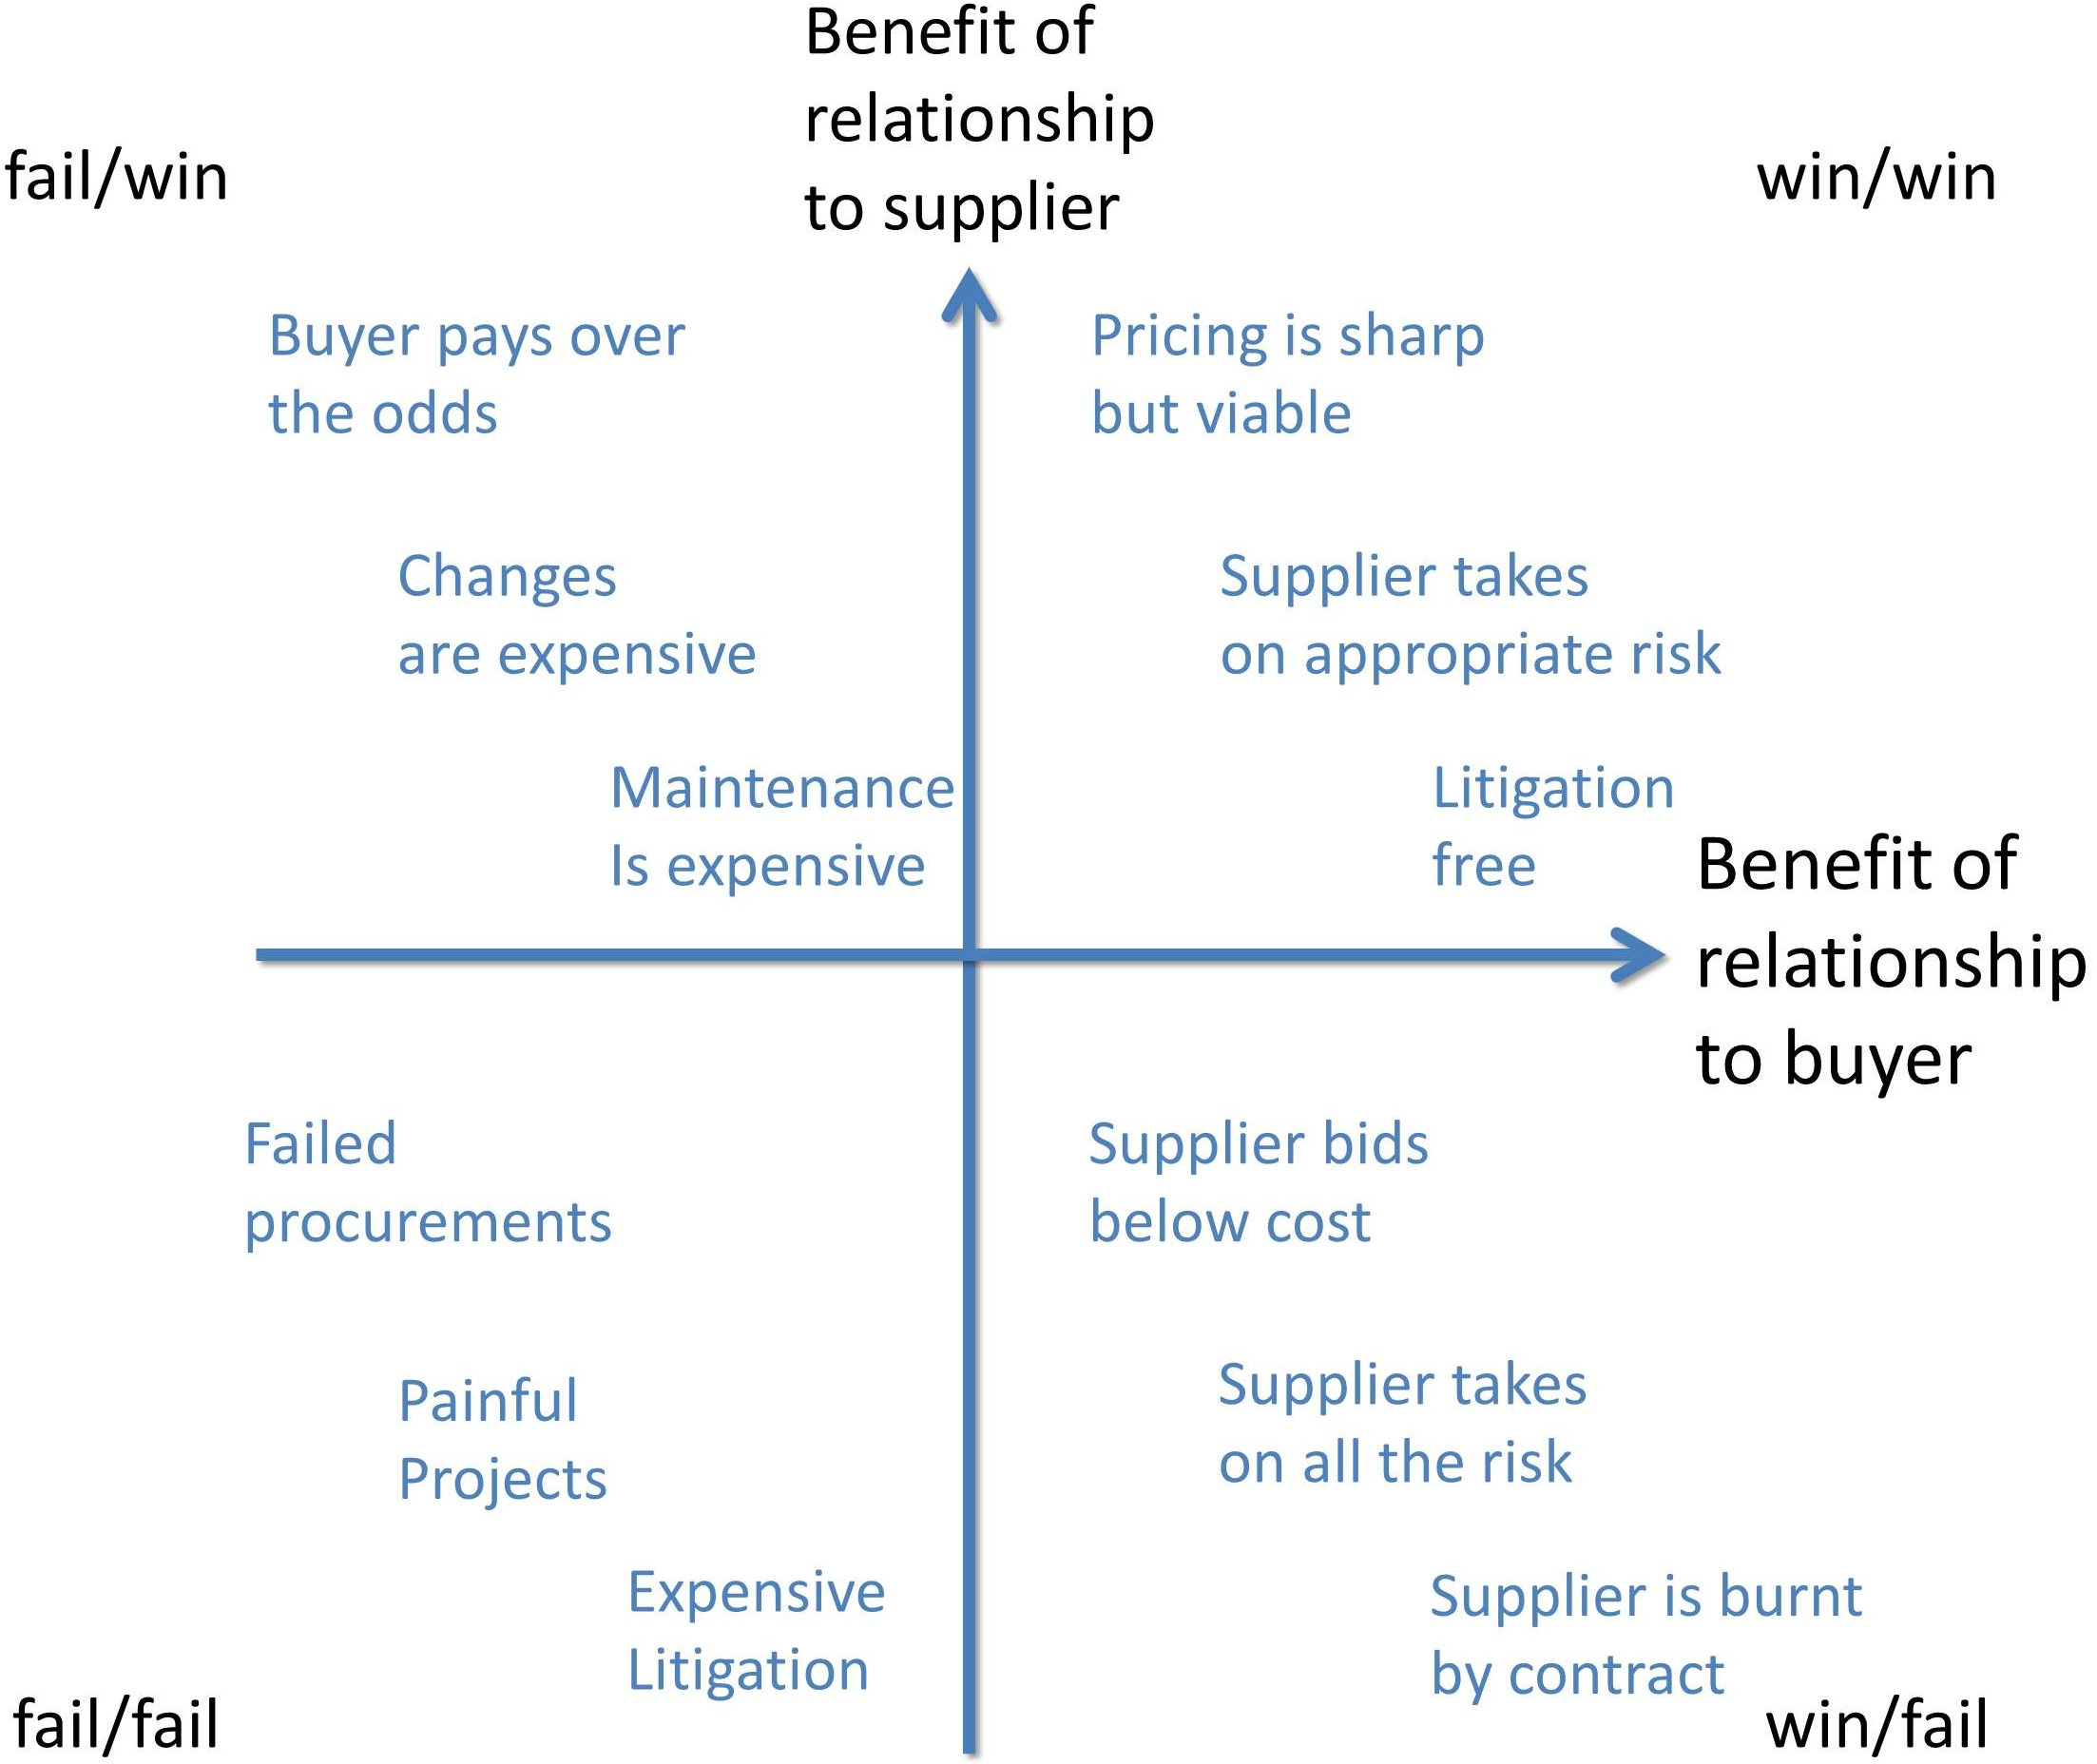 Benefit of
relationship
to supplier
fail/win
win/win
Buyer pays over
the odds
Changes
are expensive
Maintenance
Is expensive
Pricing is sharp
but viable
Supplier takes
on appropriate risk
Litigation
free
Benefit of
relationship
to buyer
Failed
procurements
Painful
Projects
Expensive
Litigation
Supplier bids
below cost
Supplier takes
on all the risk
Supplier is burnt
by contract
fail/fail
win/fail